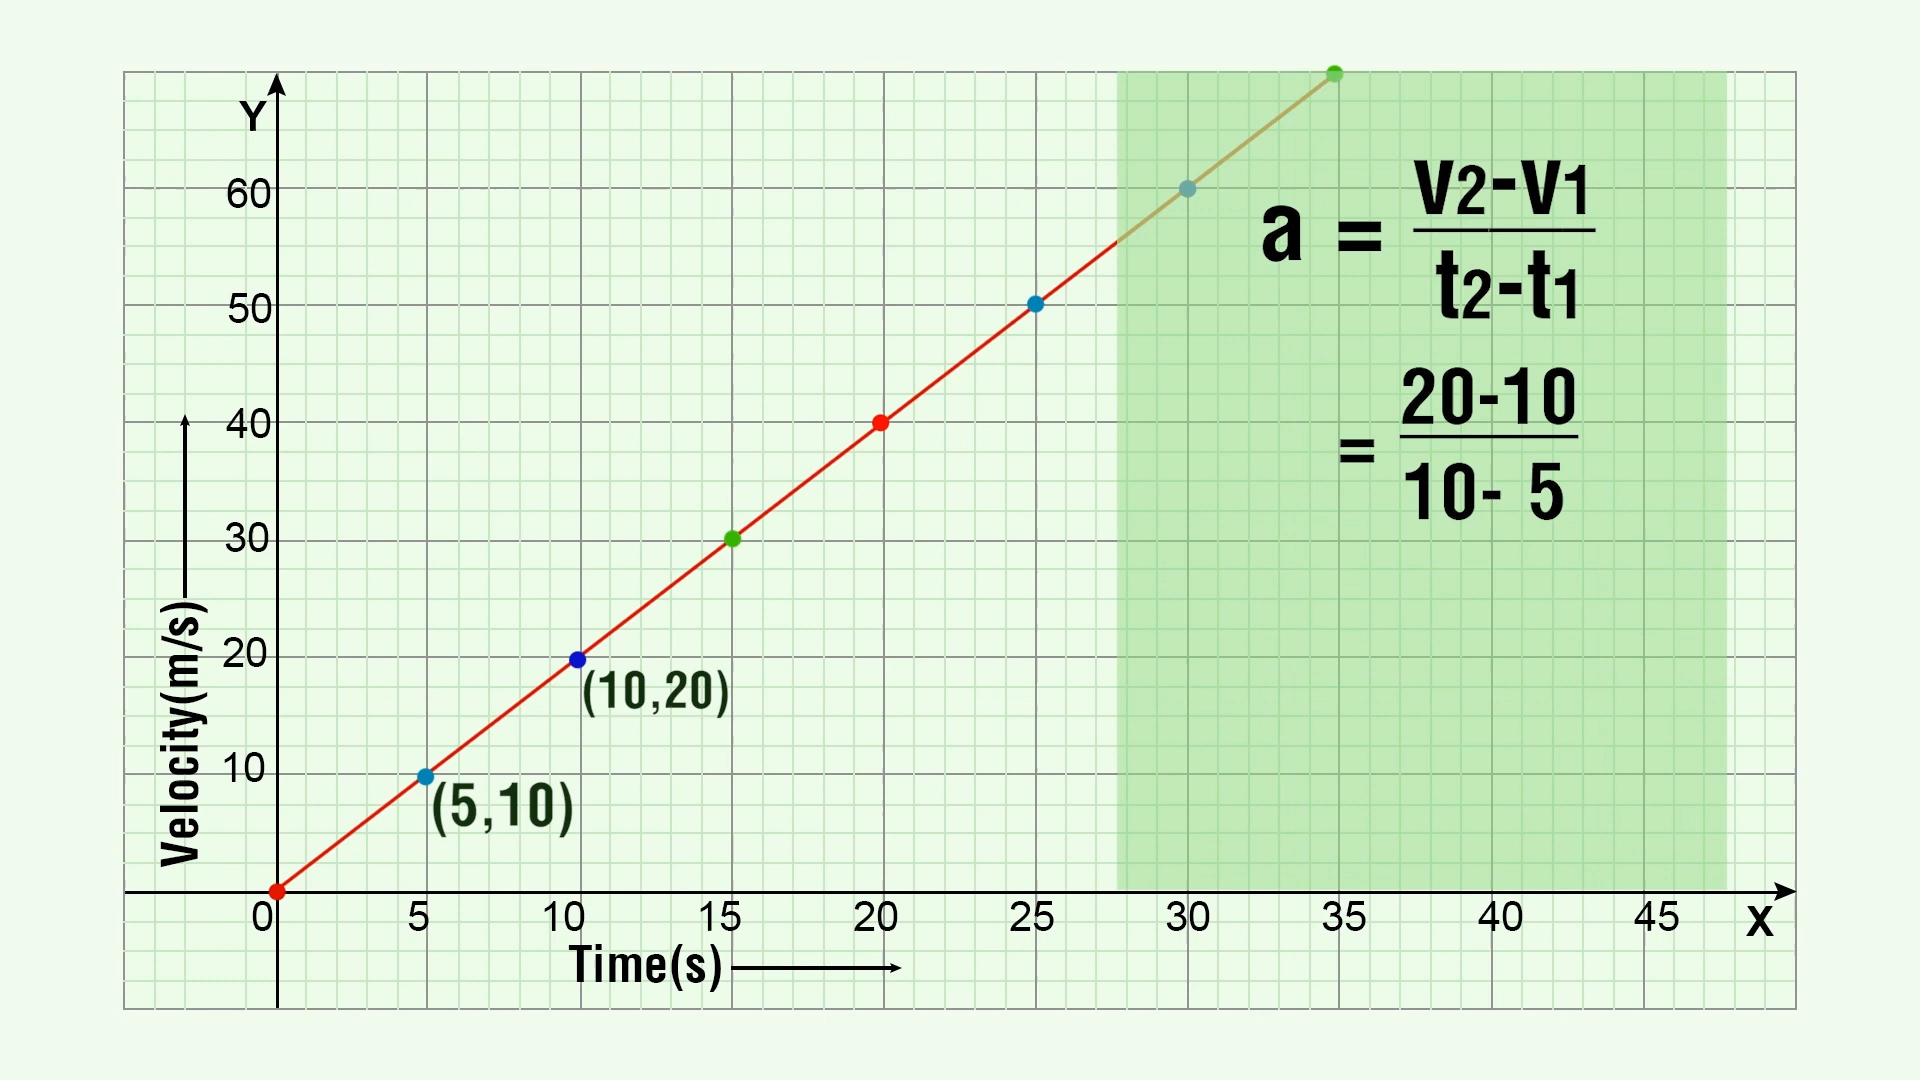 Y
60
50
40
30
20
10
Velocity(m/s)
(10,20)
(5,10)
0 5 10 15 20 25 30 35 40 45 X
Time(s)
a = v2-v1
t2-t1
= 20-10
10- 5